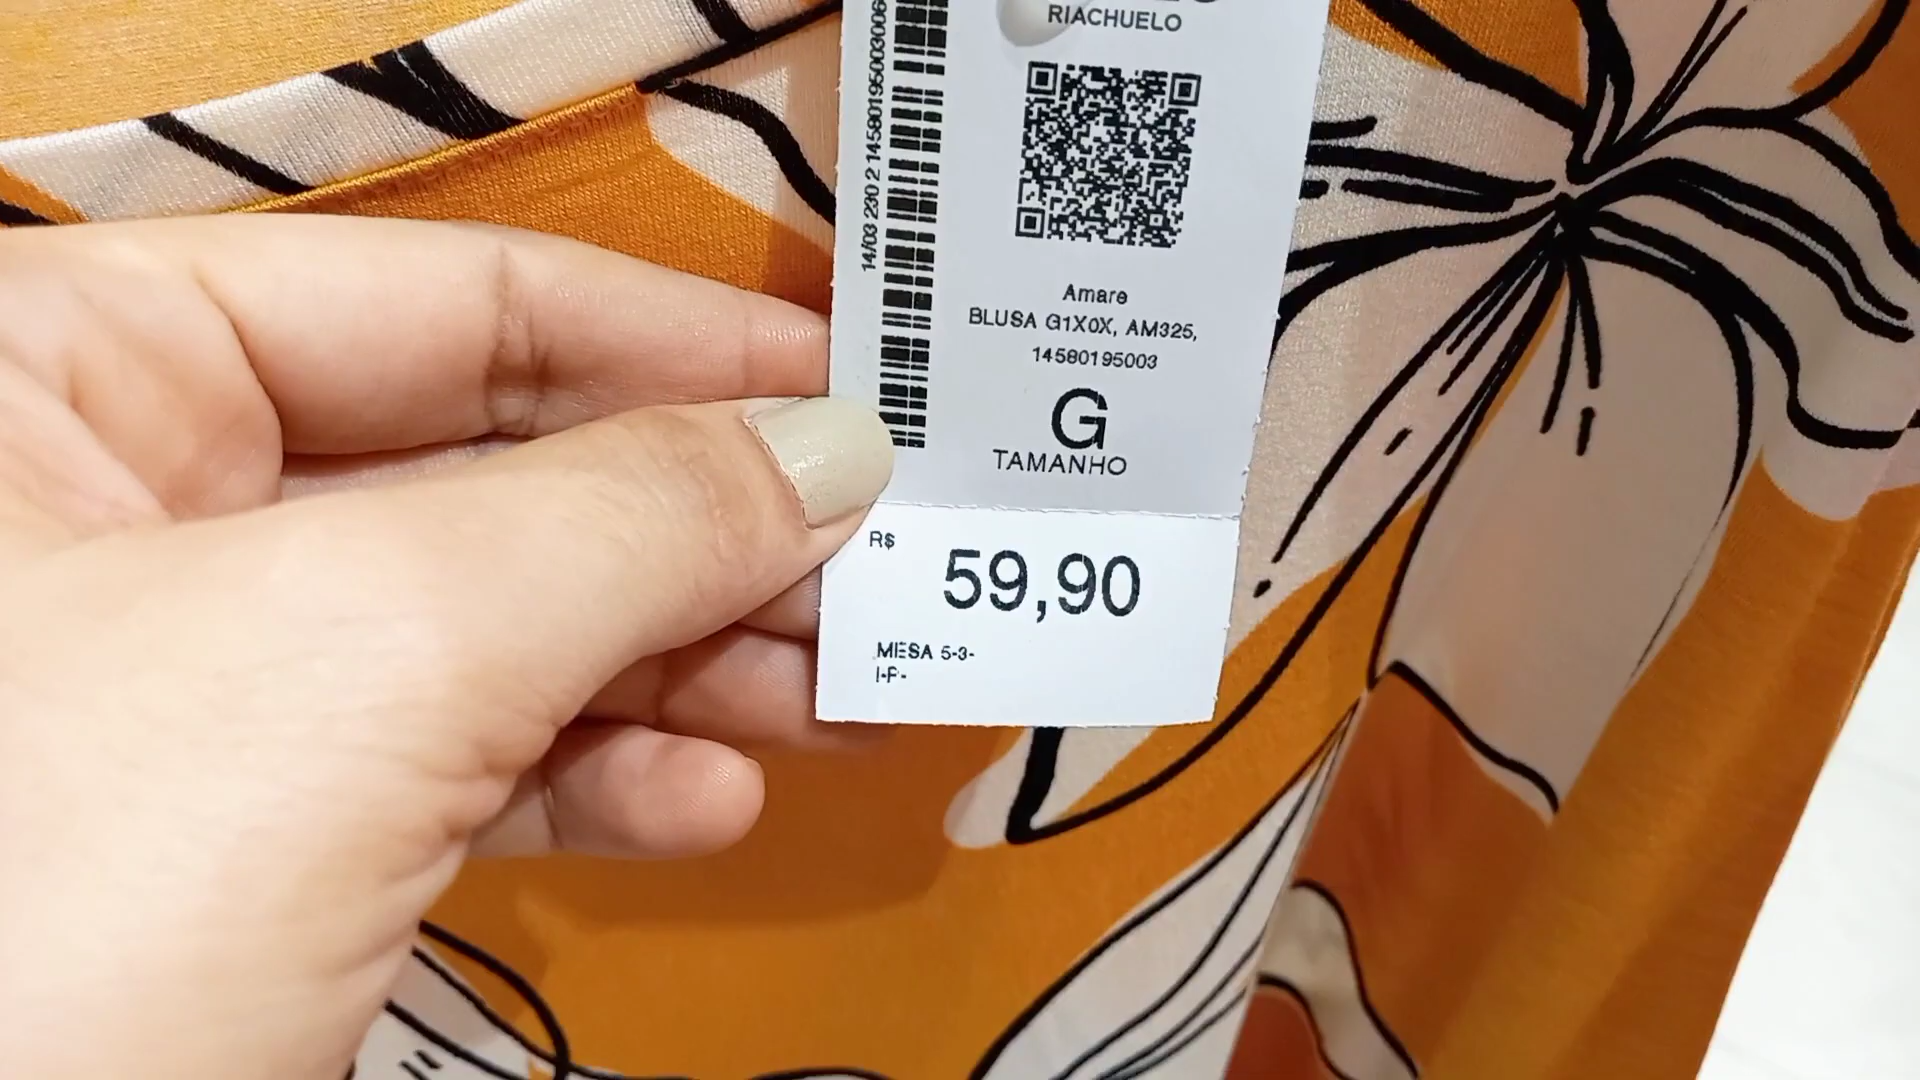 RIACHUELO
14/03 230 2 14580195003006
Amare
BLUSA G1X0X, AM325,
14580195003
G
TAMANHO
R$
59,90
MESA 5-3-
I-P-